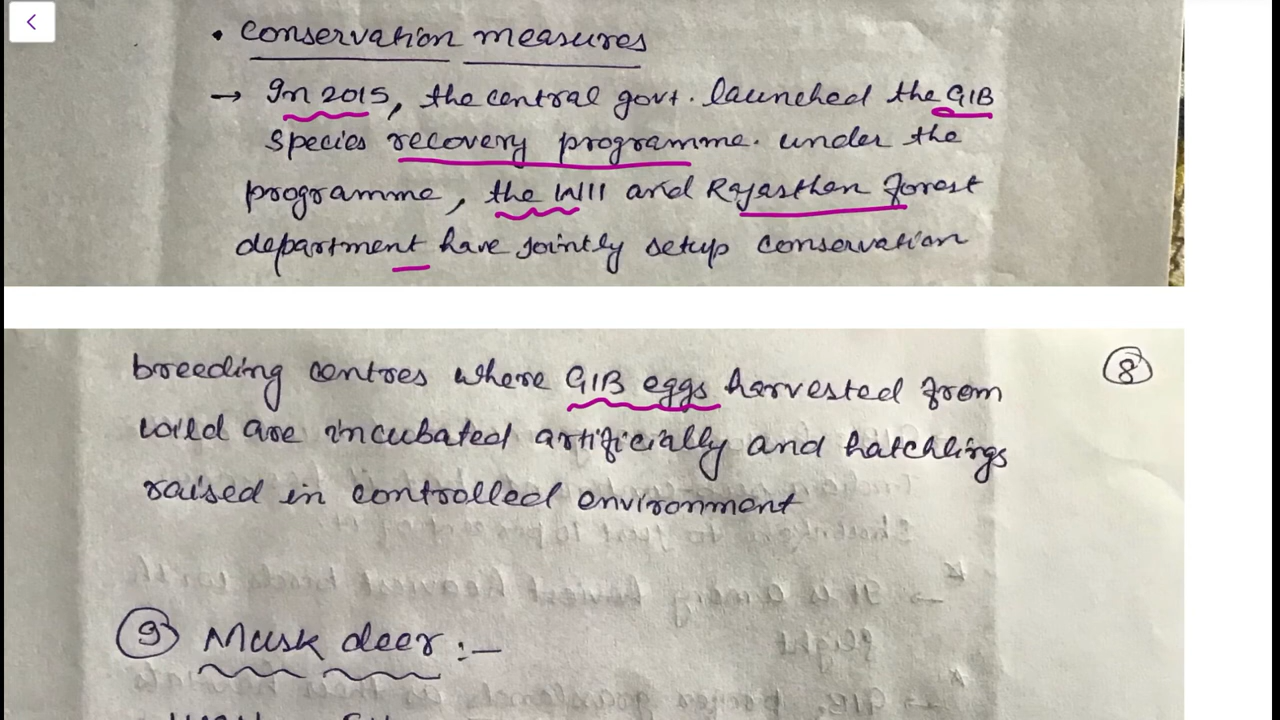 • Conservation measures
→ In 2015, the central govt. launched the GIB
Species recovery programme. under the
programme, the WII and Rajasthan forest
department have jointly setup conservation
8
breeding centres where GIB eggs harvested from
wild are incubated artificially and hatchlings
raised in controlled environment
9 Musk deer :-